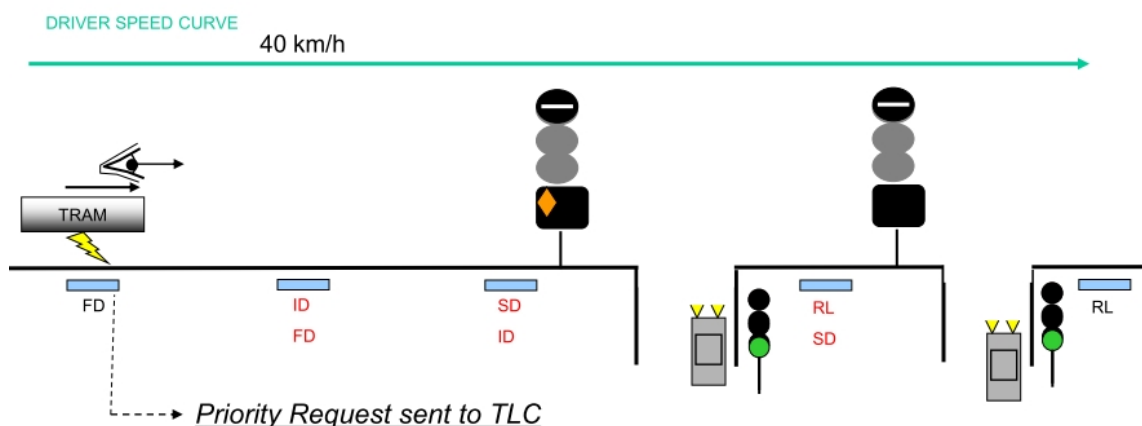 DRIVER SPEED CURVE
40 km/h
TRAM
FD
ID
SD
RL
RL
FD
ID
SD
Priority Request sent to TLC